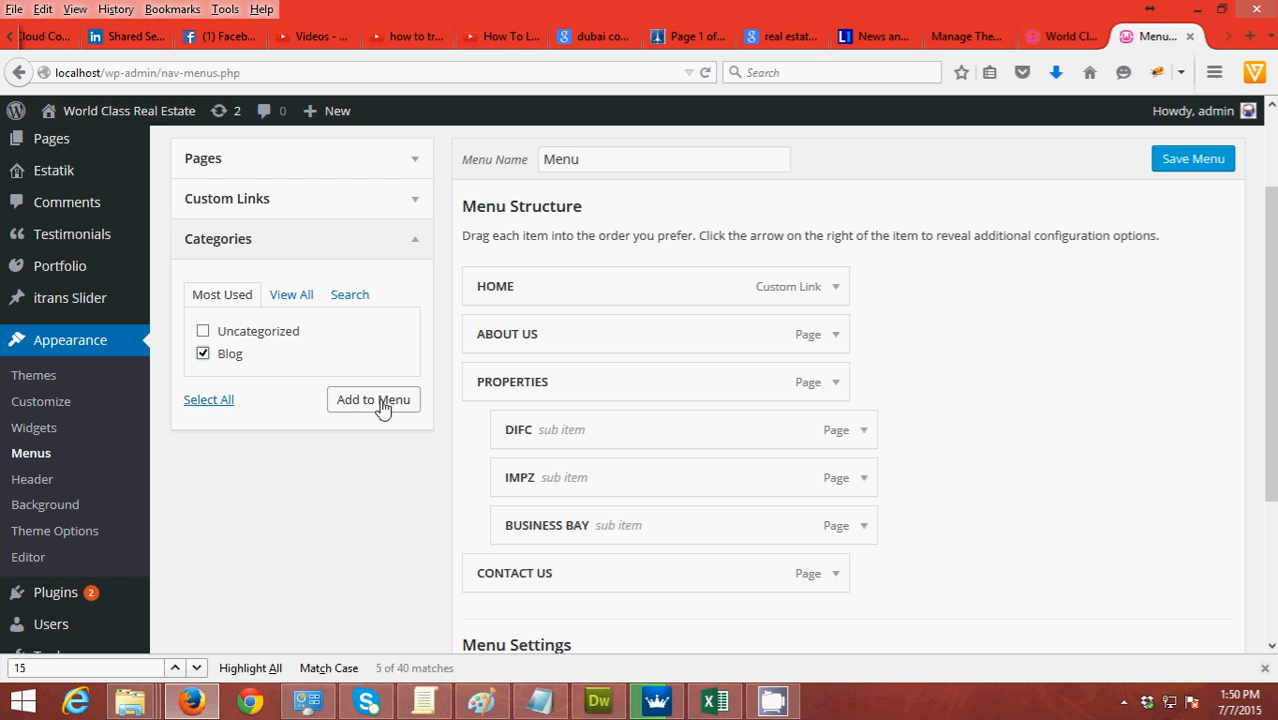 File Edit View History Bookmarks Tools Help
Cloud Co... Shared Se... (1) Faceb... Videos - ... how to tr... How To L... dubai co... Page 1 of... real estat... News an... Manage The... World Cl... Menu...
localhost/wp-admin/nav-menus.php Search
World Class Real Estate 2 0 New Howdy, admin
Pages
Estatik
Comments
Testimonials
Portfolio
itrans Slider
Appearance
Themes
Customize
Widgets
Menus
Header
Background
Theme Options
Editor
Plugins 2
Users
Pages
Custom Links
Categories
Most Used View All Search
Uncategorized
Blog
Select All Add to Menu
Menu Name Menu Save Menu
Menu Structure
Drag each item into the order you prefer. Click the arrow on the right of the item to reveal additional configuration options.
HOME Custom Link
ABOUT US Page
PROPERTIES Page
DIFC sub item Page
IMPZ sub item Page
BUSINESS BAY sub item Page
CONTACT US Page
Menu Settings
15 Highlight All Match Case 5 of 40 matches
Dw
1:50 PM
7/7/2015